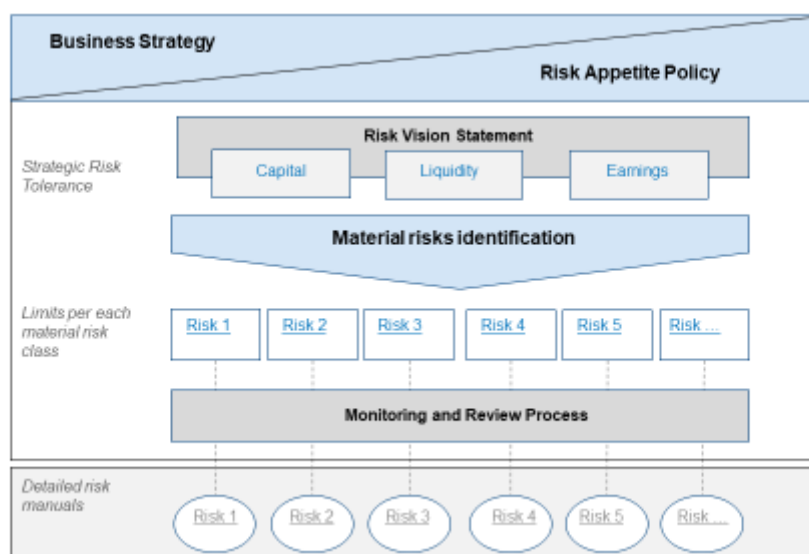 Business Strategy
Risk Appetite Policy
Risk Vision Statement
Strategic Risk
Tolerance
Capital
Liquidity
Earnings
Material risks identification
Limits per each
material risk
class
Risk 1
Risk 2
Risk 3
Risk 4
Risk 5
Risk ...
Monitoring and Review Process
Detailed risk
manuals
Risk 1
Risk 2
Risk 3
Risk 4
Risk 5
Risk ...